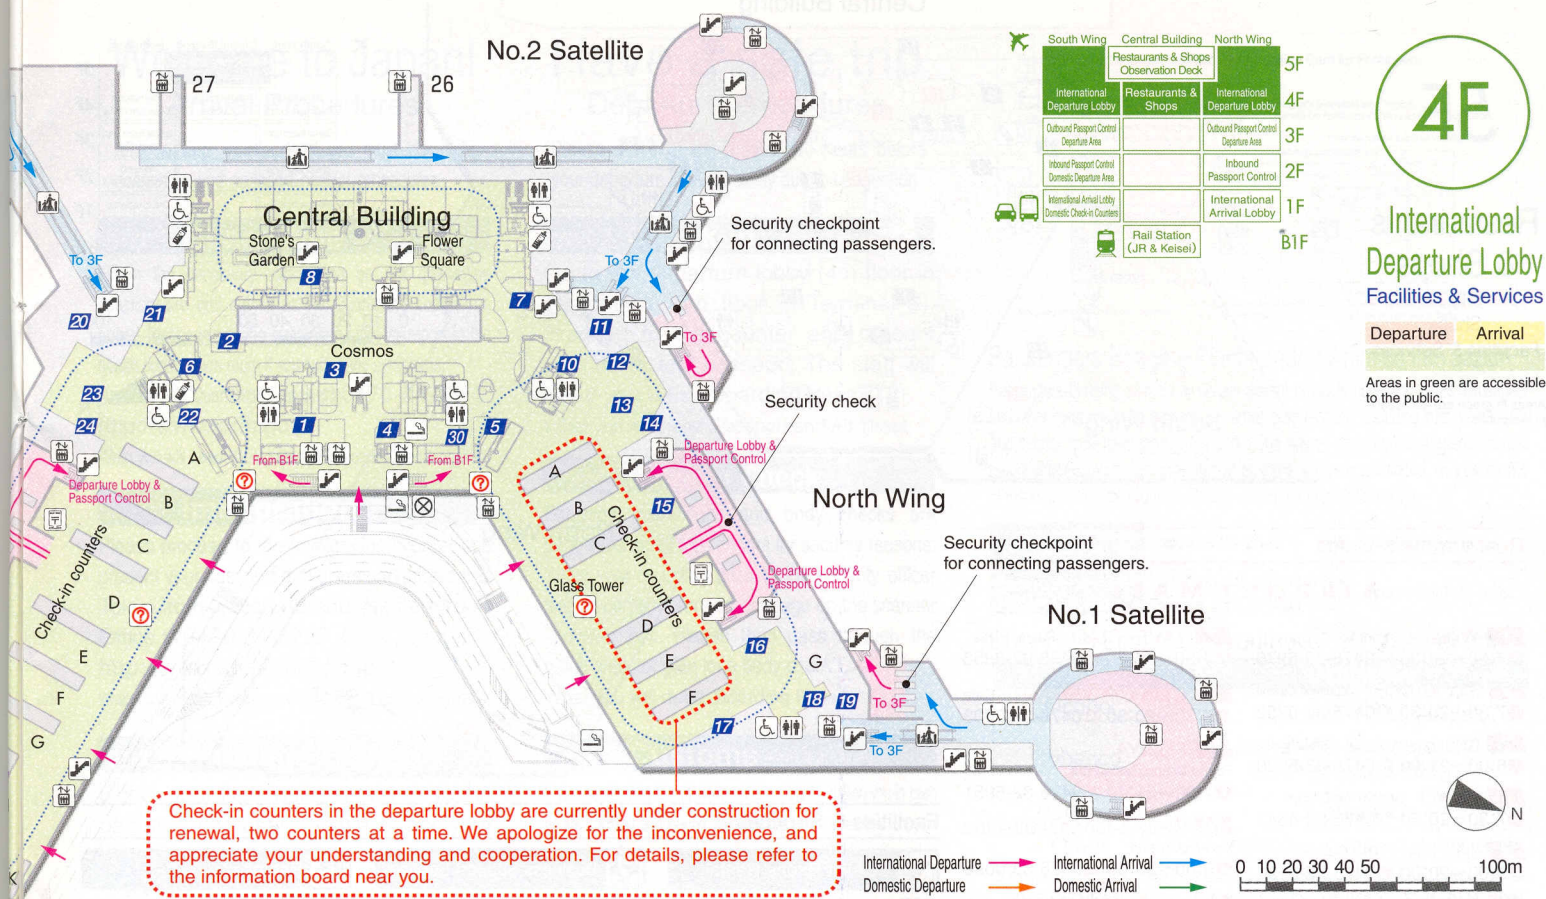 No.2 Satellite
27
26
Central Building
Stone's
Garden
Flower
Square
8
To 3F
To 3F
Security checkpoint
for connecting passengers.
20
21
2
7
11
To 3F
Cosmos
3
6
10
12
23
22
24
1
4
30
5
13
14
Security check
From B1F
From B1F
Departure Lobby &
Passport Control
Departure Lobby &
Passport Control
15
A
B
C
D
E
F
G
K
Check-in counters
A
B
C
D
E
F
G
Check-in counters
Glass Tower
North Wing
Departure Lobby &
Passport Control
Security checkpoint
for connecting passengers.
No.1 Satellite
16
17
18
19
To 3F
To 3F
Check-in counters in the departure lobby are currently under construction for
renewal, two counters at a time. We apologize for the inconvenience, and
appreciate your understanding and cooperation. For details, please refer to
the information board near you.
International Departure
International Arrival
Domestic Departure
Domestic Arrival
N
0 10 20 30 40 50 100m
South Wing Central Building North Wing
Restaurants & Shops
Observation Deck
5F
International
Departure Lobby
Restaurants &
Shops
International
Departure Lobby
4F
Outbound Passport Control
Departure Area
Outbound Passport Control
Departure Area
3F
Inbound Passport Control
Domestic Departure Area
Inbound
Passport Control
2F
International Arrival Lobby
Domestic Check-in Counters
International
Arrival Lobby
1F
Rail Station
(JR & Keisei)
B1F
4F
International
Departure Lobby
Facilities & Services
Departure
Arrival
Areas in green are accessible
to the public.